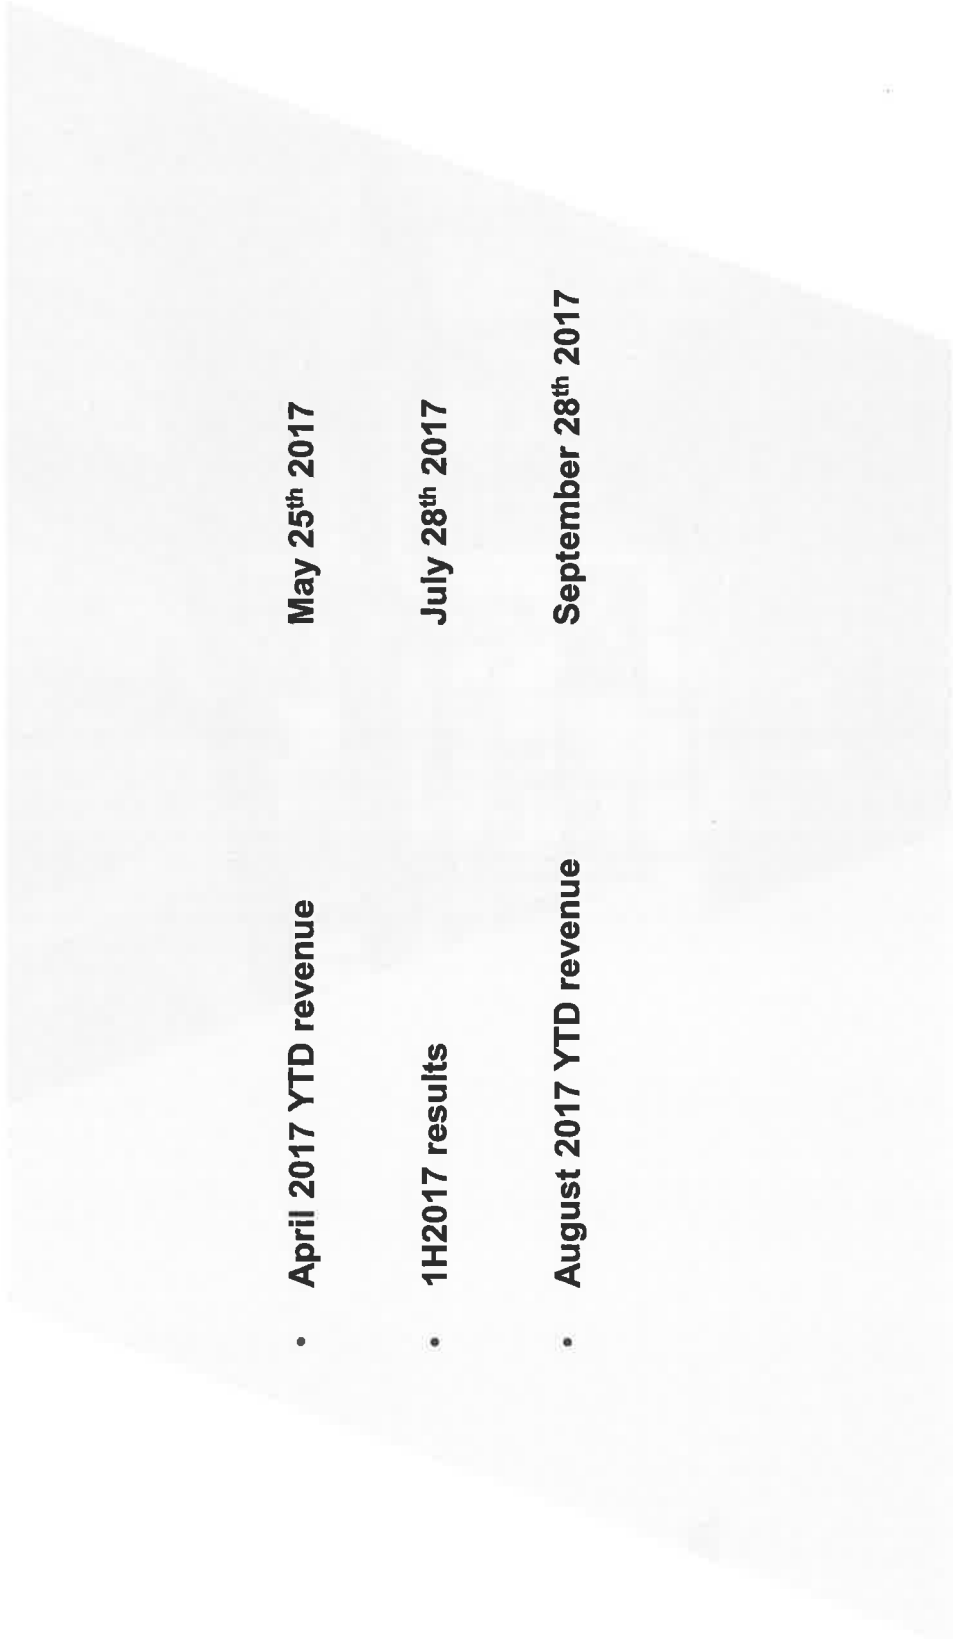 • April 2017 YTD revenue May 25th 2017
• 1H2017 results July 28th 2017
• August 2017 YTD revenue September 28th 2017